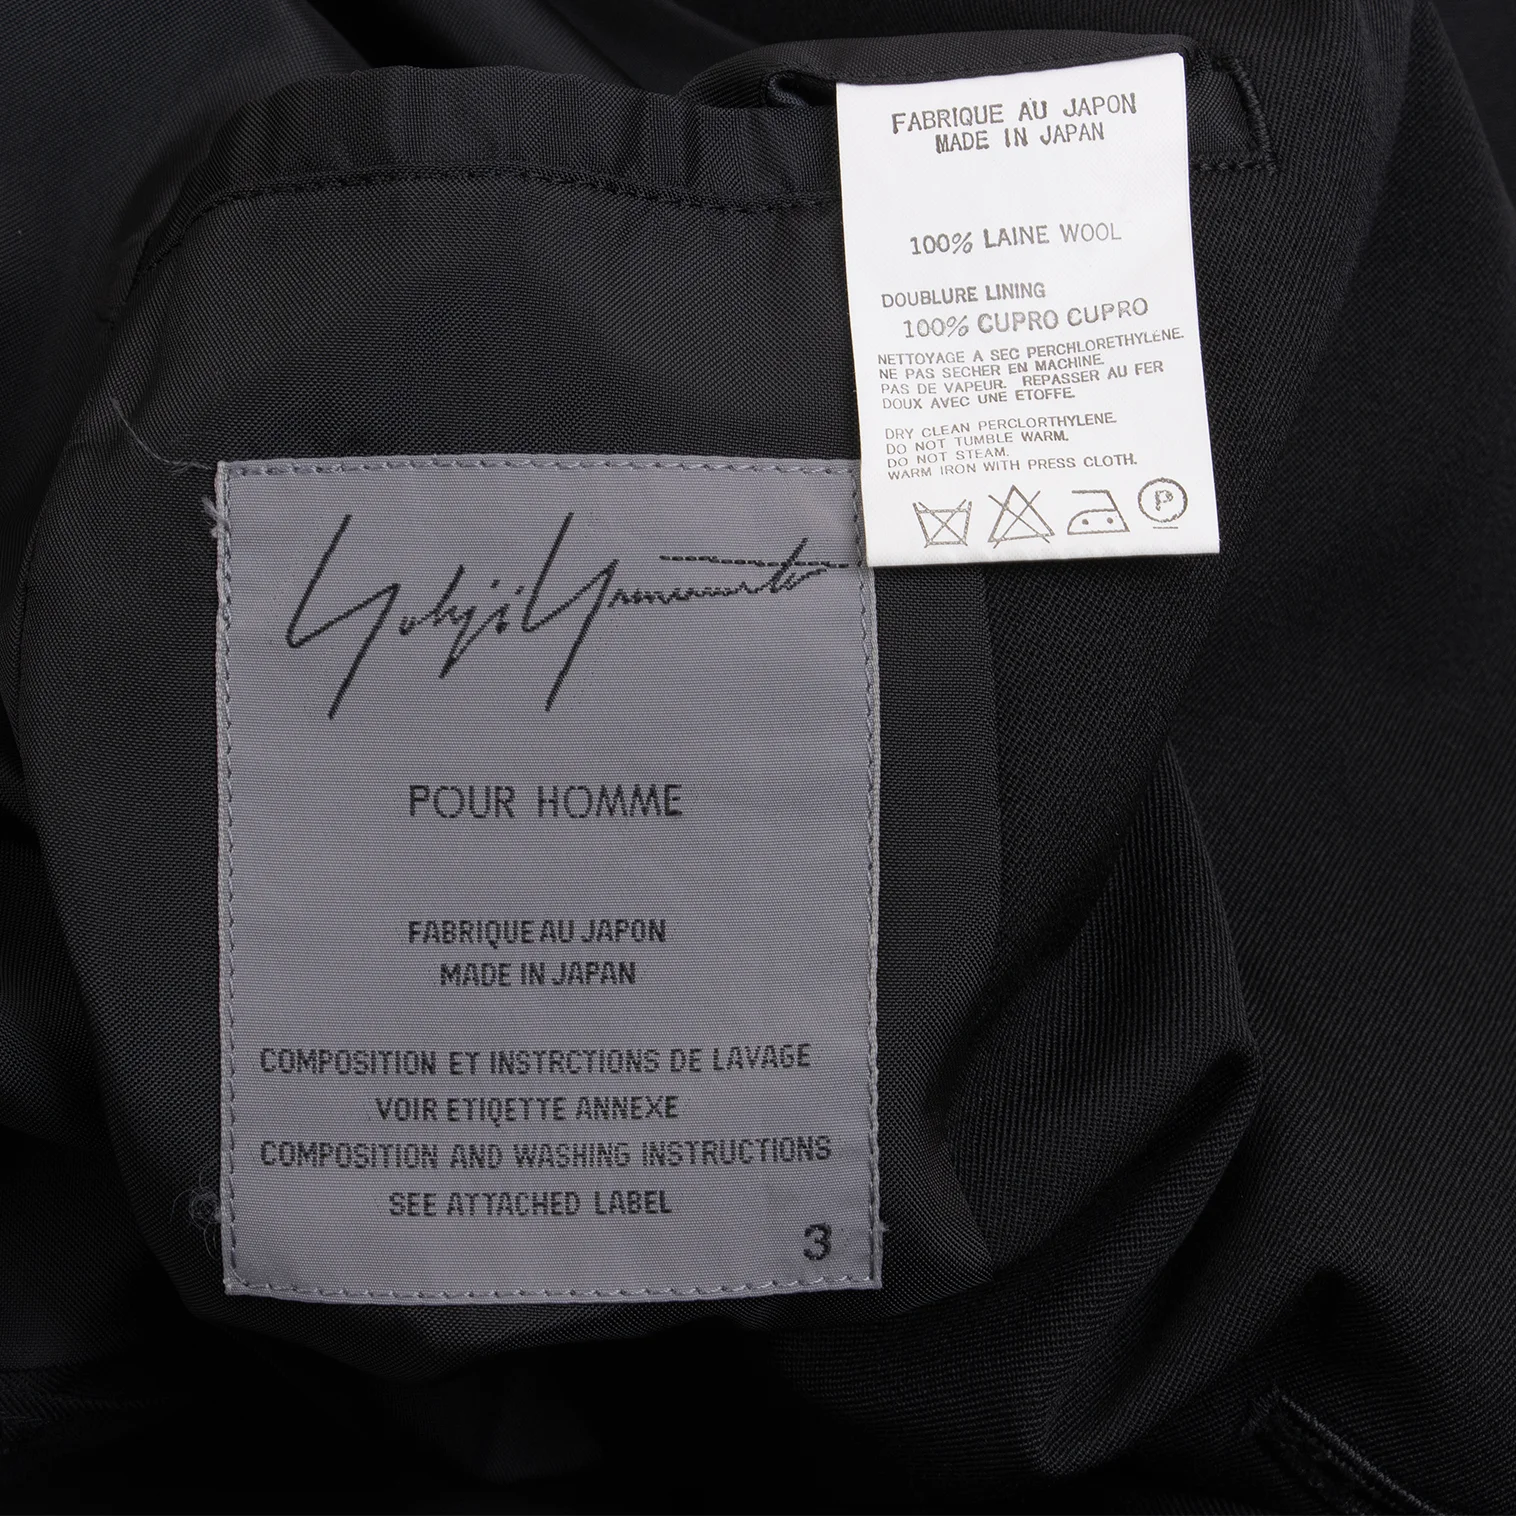 FABRIQUE AU JAPON
MADE IN JAPAN
100% LAINE WOOL
DOUBLURE LINING
100% CUPRO CUPRO
NETTOYAGE A SEC PERCHLORETHYLENE.
NE PAS SECHER EN MACHINE.
PAS DE VAPEUR. REPASSER AU FER
DOUX AVEC UNE ETOFFE.
DRY CLEAN PERCLORTHYLENE.
DO NOT TUMBLE WARM.
DO NOT STEAM.
WARM IRON WITH PRESS CLOTH.
P
Yohji Yamamoto
POUR HOMME
FABRIQUE AU JAPON
MADE IN JAPAN
COMPOSITION ET INSTRCTIONS DE LAVAGE
VOIR ETIQETTE ANNEXE
COMPOSITION AND WASHING INSTRUCTIONS
SEE ATTACHED LABEL
3